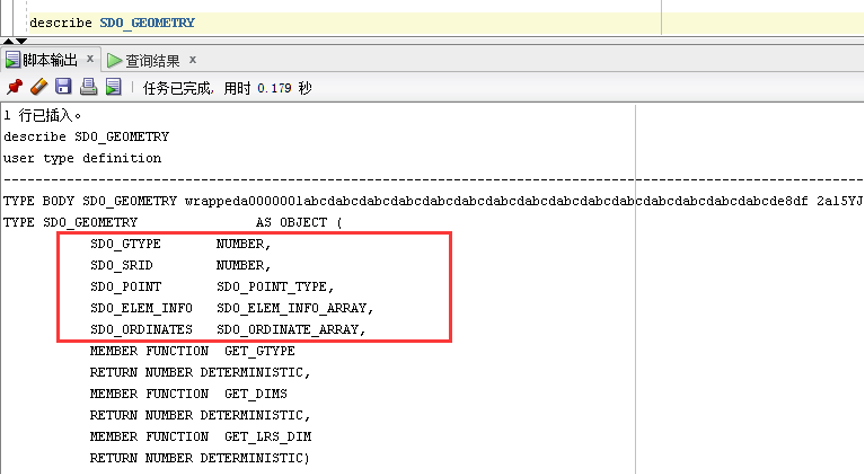 describe SDO_GEOMETRY
脚本输出 × 查询结果 ×
任务已完成, 用时 0.179 秒
1 行已插入。
describe SDO_GEOMETRY
user type definition
TYPE BODY SDO_GEOMETRY wrappeda0000001abcdabcdabcdabcdabcdabcdabcdabcdabcdabcdabcdabcdabcdabcdabcde8df 2a15YJ
TYPE SDO_GEOMETRY AS OBJECT (
SDO_GTYPE NUMBER,
SDO_SRID NUMBER,
SDO_POINT SDO_POINT_TYPE,
SDO_ELEM_INFO SDO_ELEM_INFO_ARRAY,
SDO_ORDINATES SDO_ORDINATE_ARRAY,
MEMBER FUNCTION GET_GTYPE
RETURN NUMBER DETERMINISTIC,
MEMBER FUNCTION GET_DIMS
RETURN NUMBER DETERMINISTIC,
MEMBER FUNCTION GET_LRS_DIM
RETURN NUMBER DETERMINISTIC)